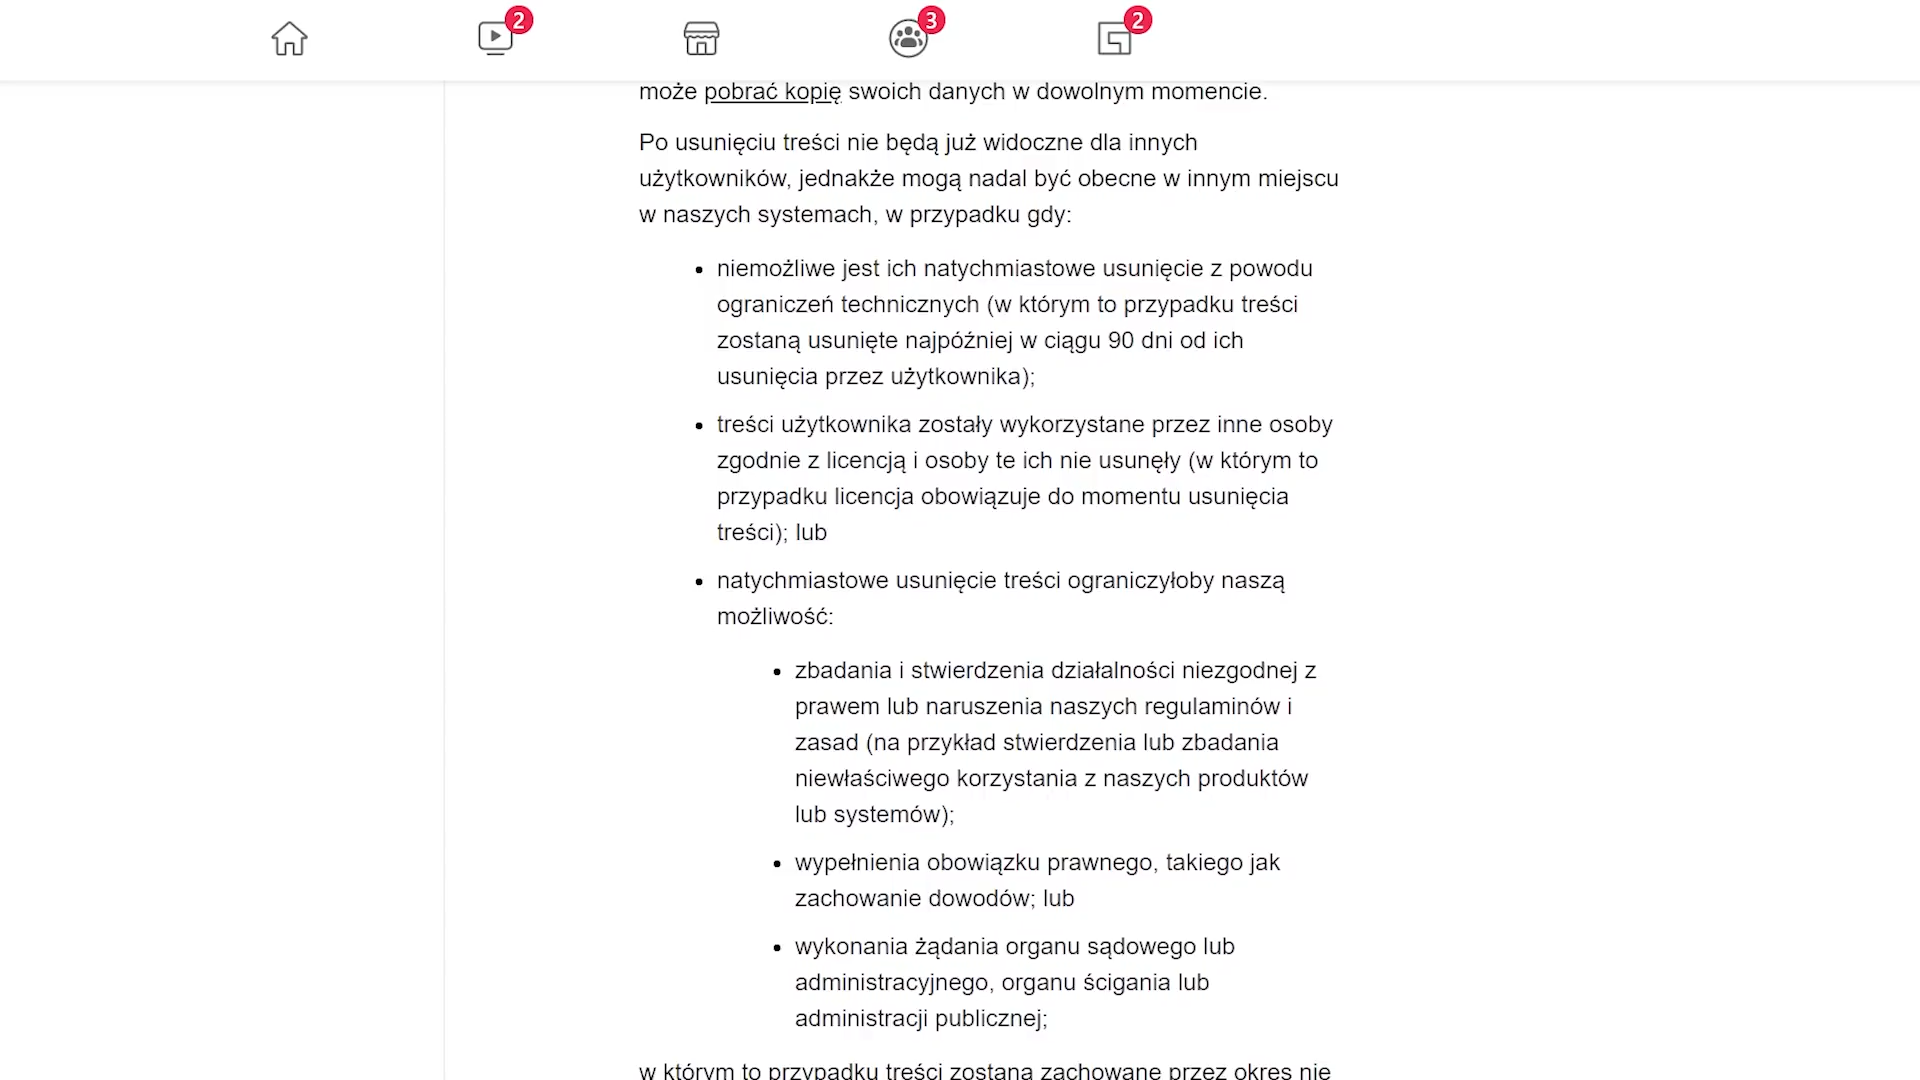 2
3
2
może pobrać kopię swoich danych w dowolnym momencie.
Po usunięciu treści nie będą już widoczne dla innych
użytkowników, jednakże mogą nadal być obecne w innym miejscu
w naszych systemach, w przypadku gdy:
niemożliwe jest ich natychmiastowe usunięcie z powodu
ograniczeń technicznych (w którym to przypadku treści
zostaną usunięte najpóźniej w ciągu 90 dni od ich
usunięcia przez użytkownika);
treści użytkownika zostały wykorzystane przez inne osoby
zgodnie z licencją i osoby te ich nie usunęły (w którym to
przypadku licencja obowiązuje do momentu usunięcia
treści); lub
natychmiastowe usunięcie treści ograniczyłoby naszą
możliwość:
zbadania i stwierdzenia działalności niezgodnej z
prawem lub naruszenia naszych regulaminów i
zasad (na przykład stwierdzenia lub zbadania
niewłaściwego korzystania z naszych produktów
lub systemów);
wypełnienia obowiązku prawnego, takiego jak
zachowanie dowodów; lub
wykonania żądania organu sądowego lub
administracyjnego, organu ścigania lub
administracji publicznej;
w którym to przypadku treści zostaną zachowane przez okres nie